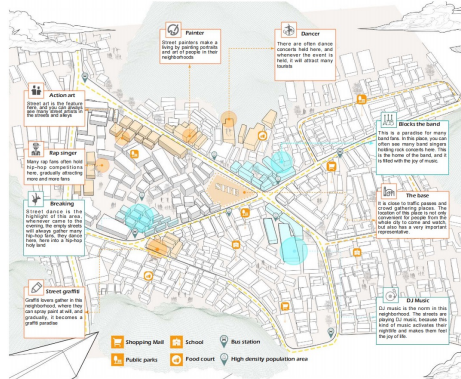 Painter
Street painters make a
living by painting portraits
and art of people in their
neighborhoods
Dancer
There are often dance
concerts held here, and
whenever the event is
held, it will attract many
tourists
Action art
Street art is the feature
here, and you can always
see many street artists in
the streets and alleys
Rap singer
Many rap fans often hold
hip-hop competitions
here, gradually attracting
more and more fans
Breaking
Street dance is the
highlight of this area,
whenever came to the
evening, the empty streets
will always gather many
hip-hop fans, they dance
here, here into a hip-hop
holy land
Street graffiti
Graffiti lovers gather in this
neighborhood, where they
can spray paint at will, and
gradually, it becomes a
graffiti paradise
Blocks the band
This is a paradise for many
band fans. In this place, you can
often see many band singers
holding rock concerts here. This
is the home of the band, and it
is filled with the joy of music.
The base
It is close to traffic passes and
crowd gathering places. The
location of this place is not only
convenient for people from the
whole city to come and watch,
but also has a very important
representative.
DJ Music
DJ music is the norm in this
neighborhood. The streets are
playing DJ music, because this
kind of music activates their
nightlife and makes them feel
the joy of life.
Shopping Mall
School
Bus station
Public parks
Food court
High density population area